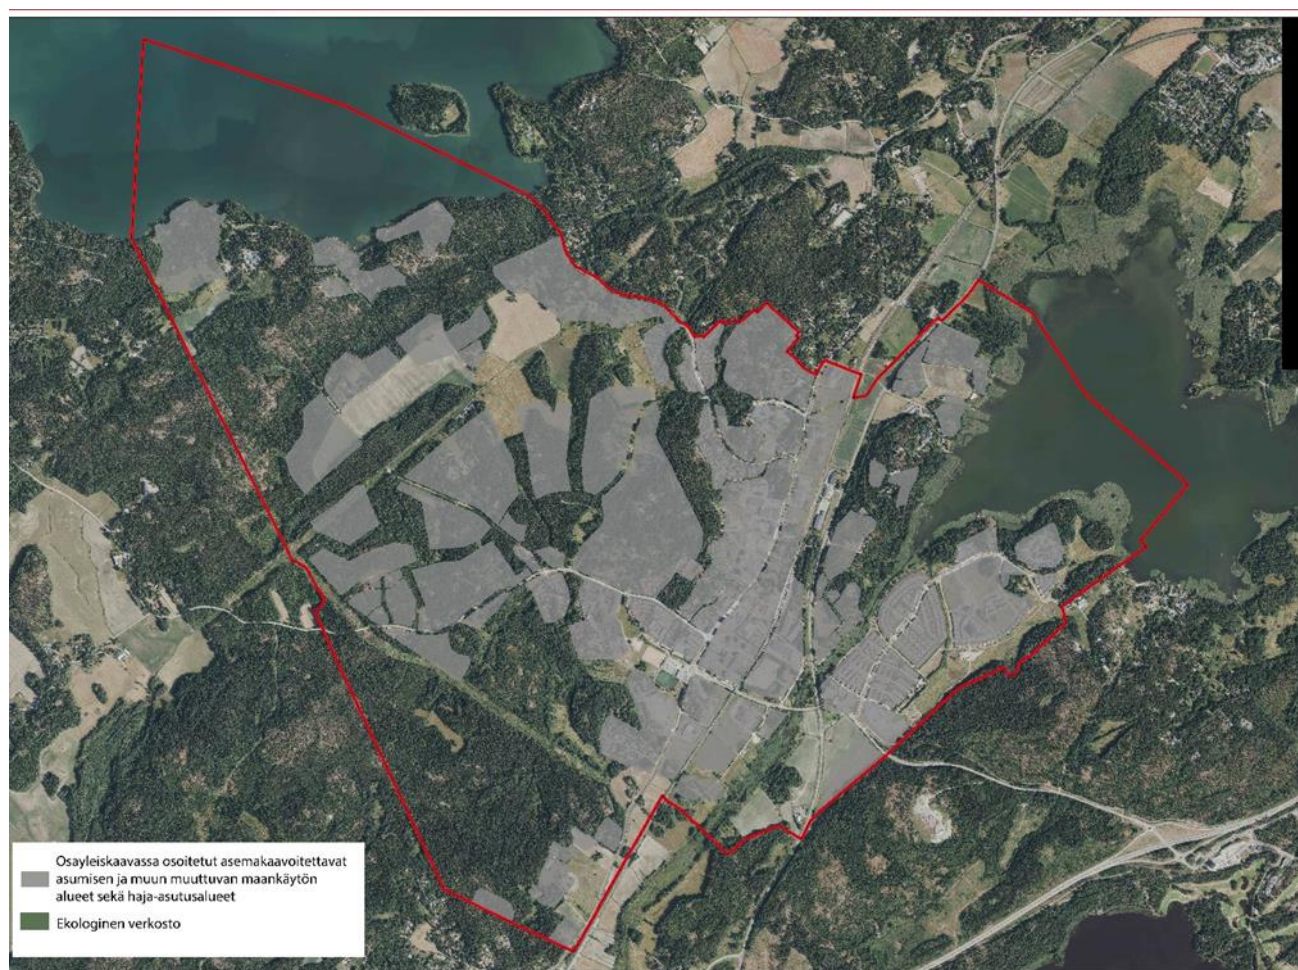 Osayleiskaavassa osoitetut asemakaavoitettavat
asumisen ja muun muuttuvan maankäytön
alueet sekä haja-asutusalueet
Ekologinen verkosto